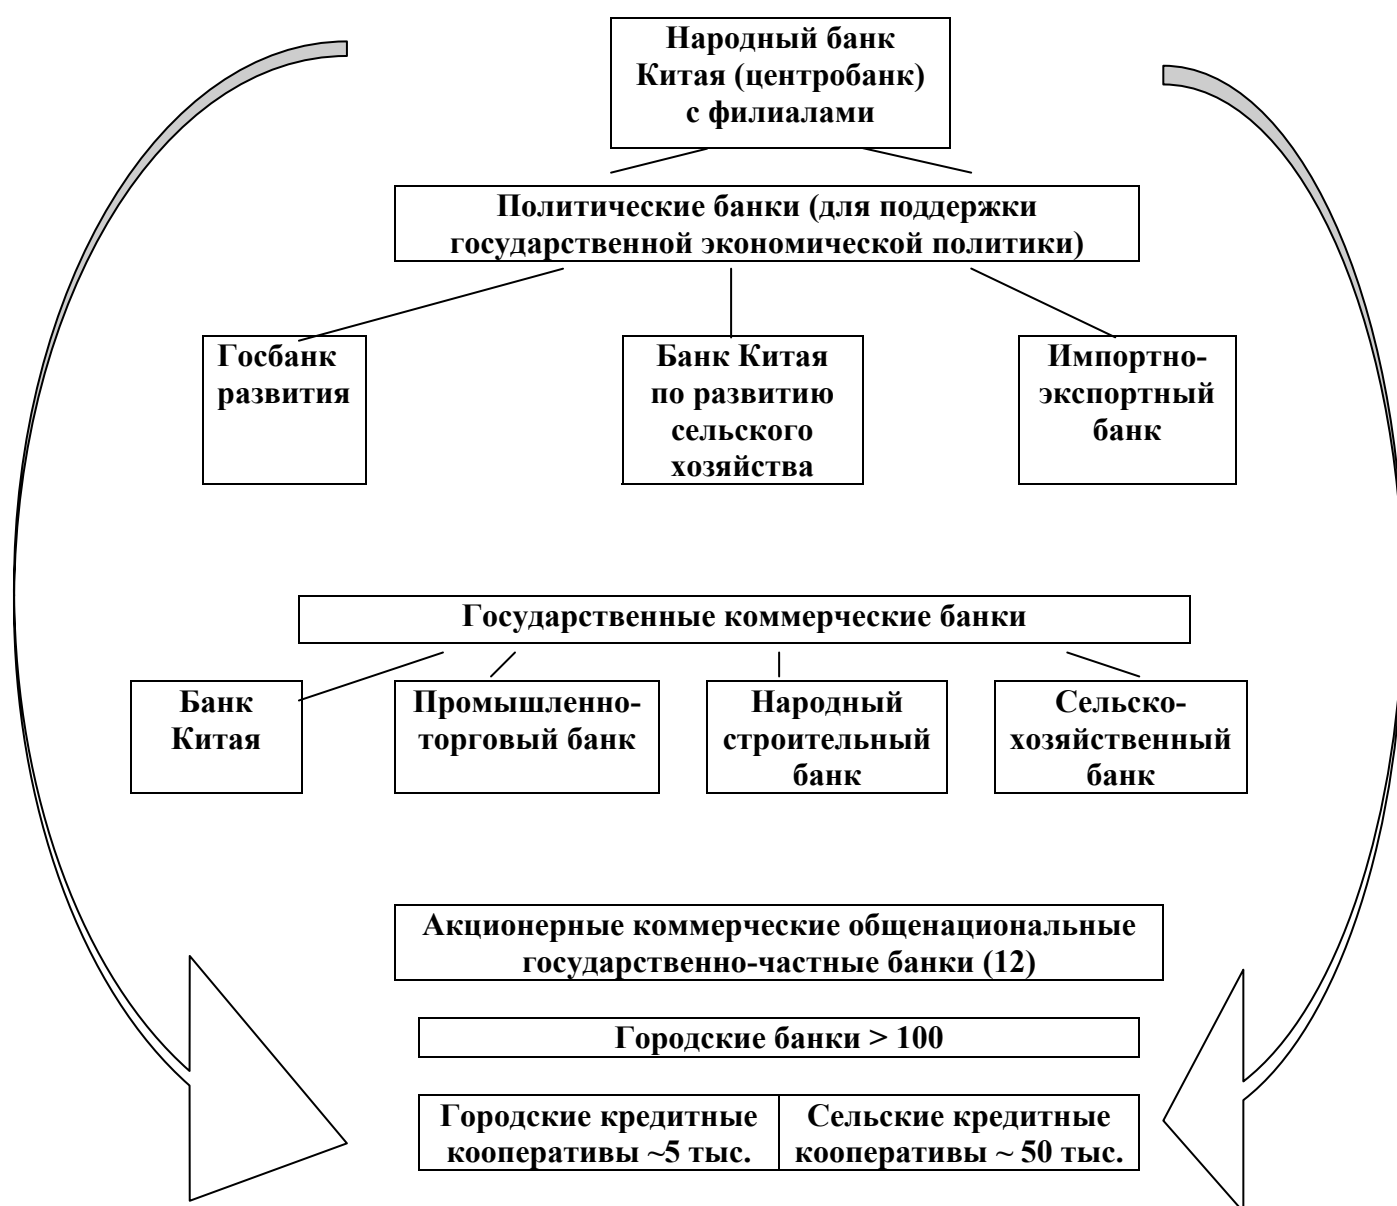 Народный банк
Китая (центробанк)
с филиалами
Политические банки (для поддержки
государственной экономической политики)
Госбанк
развития
Банк Китая
по развитию
сельского
хозяйства
Импортно-
экспортный
банк
Государственные коммерческие банки
Банк
Китая
Промышленно-
торговый банк
Народный
строительный
банк
Сельско-
хозяйственный
банк
Акционерные коммерческие общенациональные
государственно-частные банки (12)
Городские банки > 100
Городские кредитные
кооперативы ~5 тыс.
Сельские кредитные
кооперативы ~ 50 тыс.